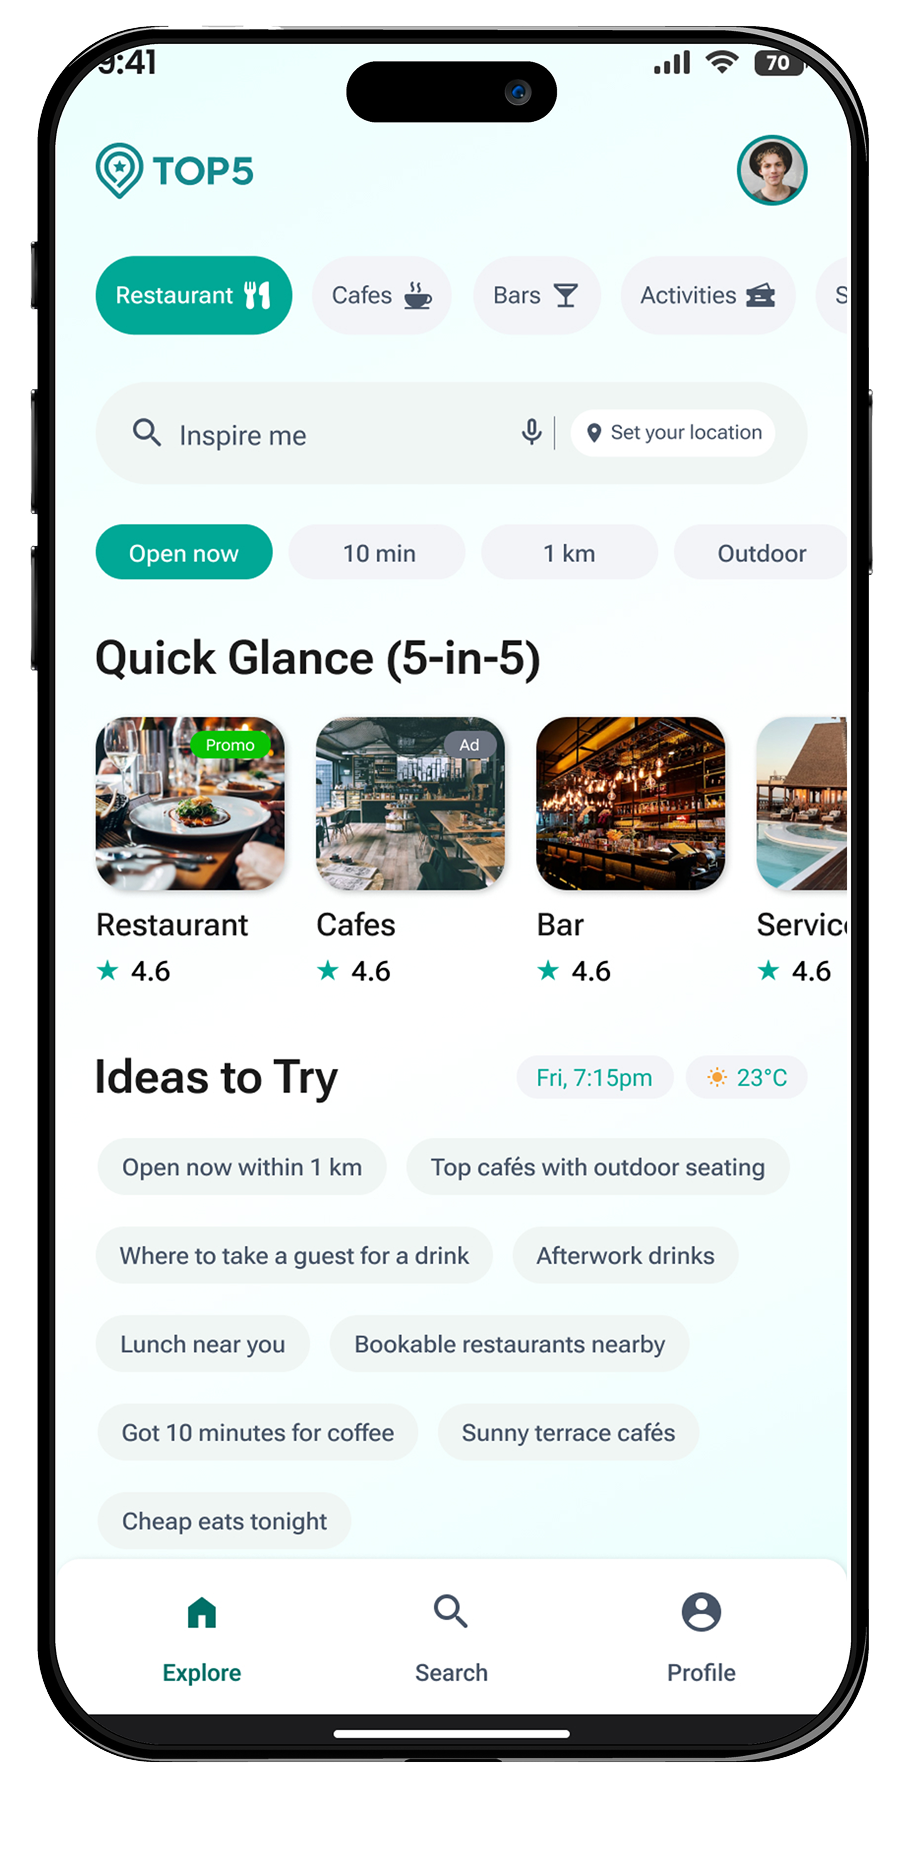 9:41
70
TOP5
Restaurant
Cafes
Bars
Activities
S
Inspire me
Set your location
Open now
10 min
1 km
Outdoor
Quick Glance (5-in-5)
Promo
Ad
Restaurant
Cafes
Bar
Servic
4.6
4.6
4.6
4.6
Ideas to Try
Fri, 7:15pm
23°C
Open now within 1 km
Top cafés with outdoor seating
Where to take a guest for a drink
Afterwork drinks
Lunch near you
Bookable restaurants nearby
Got 10 minutes for coffee
Sunny terrace cafés
Cheap eats tonight
Explore
Search
Profile